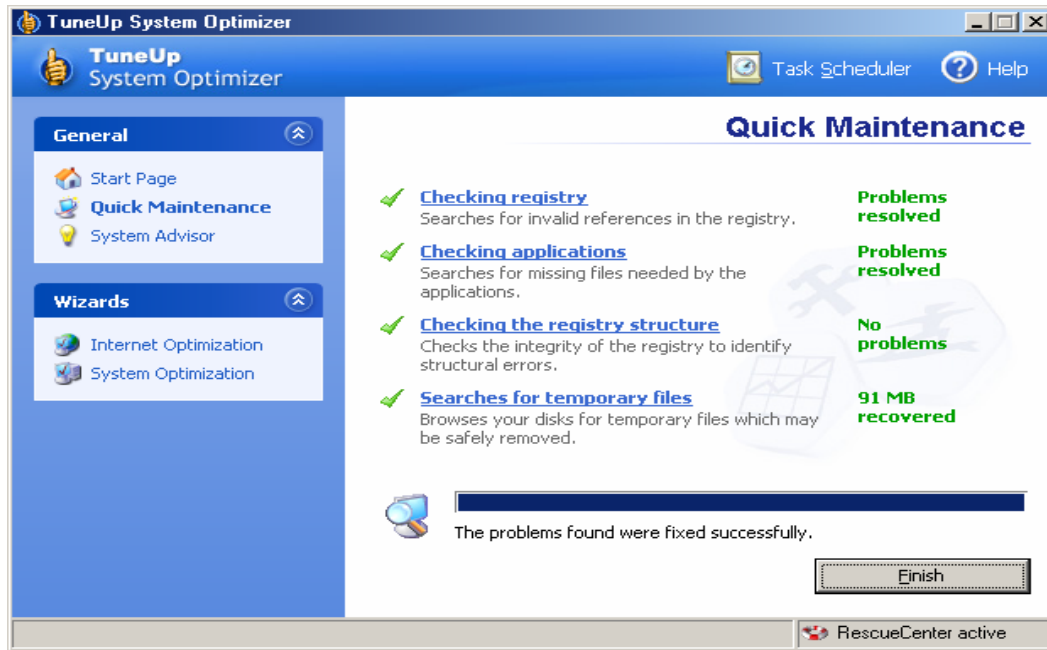 TuneUp System Optimizer
TuneUp
System Optimizer
Task Scheduler
Help
General
Start Page
Quick Maintenance
System Advisor
Wizards
Internet Optimization
System Optimization
Quick Maintenance
Checking registry
Searches for invalid references in the registry.
Problems
resolved
Checking applications
Searches for missing files needed by the
applications.
Problems
resolved
Checking the registry structure
Checks the integrity of the registry to identify
structural errors.
No
problems
Searches for temporary files
Browses your disks for temporary files which may
be safely removed.
91 MB
recovered
The problems found were fixed successfully.
Finish
RescueCenter active